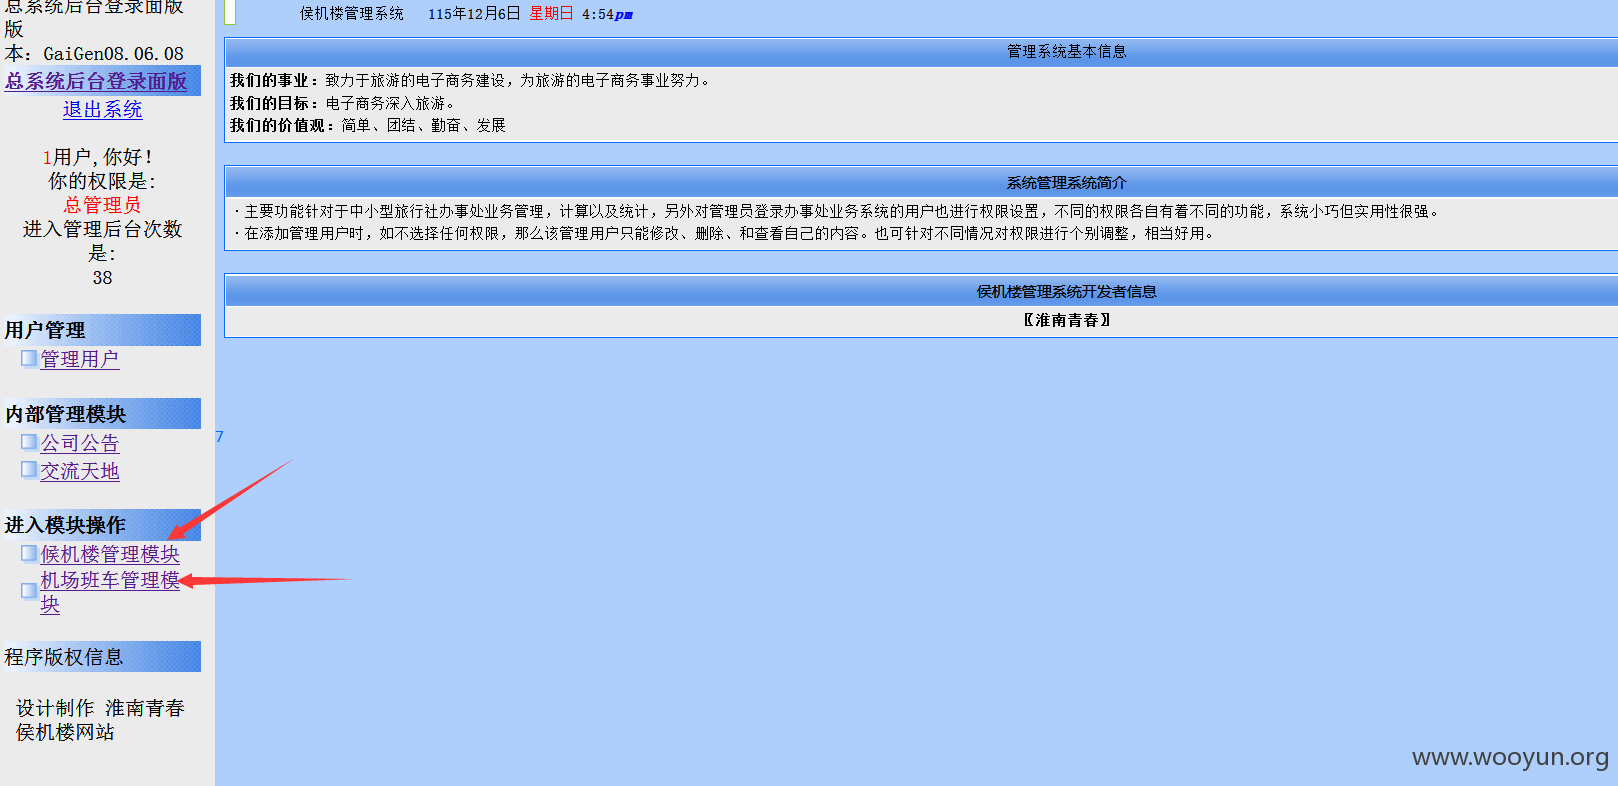 总系统后台登录面版
版
本: GaiGen08.06.08
总系统后台登录面版
退出系统
1用户,你好!
你的权限是:
总管理员
进入管理后台次数
是:
38
用户管理
管理用户
内部管理模块
公司公告
交流天地
进入模块操作
候机楼管理模块
机场班车管理模
块
程序版权信息
设计制作 淮南青春
侯机楼网站
侯机楼管理系统 115年12月6日 星期日 4:54pm
管理系统基本信息
我们的事业：致力于旅游的电子商务建设，为旅游的电子商务事业努力。
我们的目标：电子商务深入旅游。
我们的价值观：简单、团结、勤奋、发展
系统管理系统简介
·主要功能针对于中小型旅行社办事处业务管理，计算以及统计，另外对管理员登录办事处业务系统的用户也进行权限设置，不同的权限各自有着不同的功能，系统小巧但实用性很强。
·在添加管理用户时，如不选择任何权限，那么该管理用户只能修改、删除、和查看自己的内容。也可针对不同情况对权限进行个别调整，相当好用。
侯机楼管理系统开发者信息
〖淮南青春〗
7
www.wooyun.org